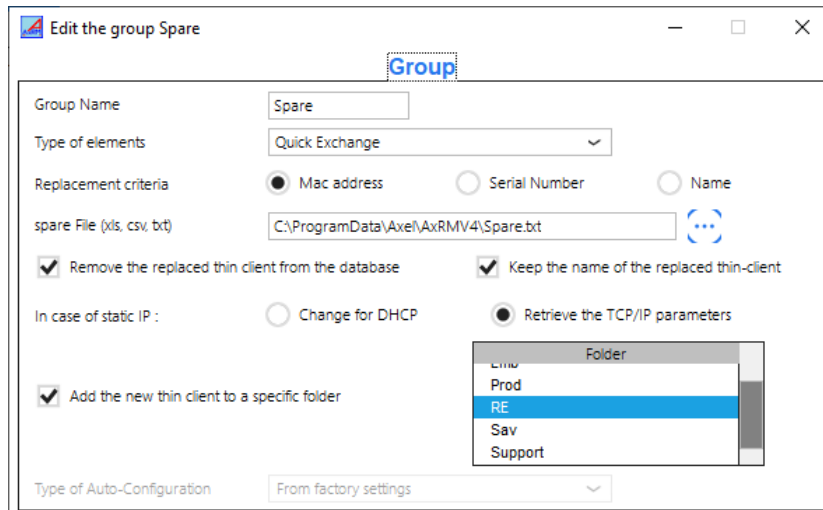 Edit the group Spare
Group
Group Name Spare
Type of elements Quick Exchange
Replacement criteria Mac address Serial Number Name
spare File (xls, csv, txt) C:\ProgramData\Axel\AxRMV4\Spare.txt ...
Remove the replaced thin client from the database Keep the name of the replaced thin-client
In case of static IP : Change for DHCP Retrieve the TCP/IP parameters
Folder
Prod
Add the new thin client to a specific folder RE
Sav
Support
Type of Auto-Configuration From factory settings